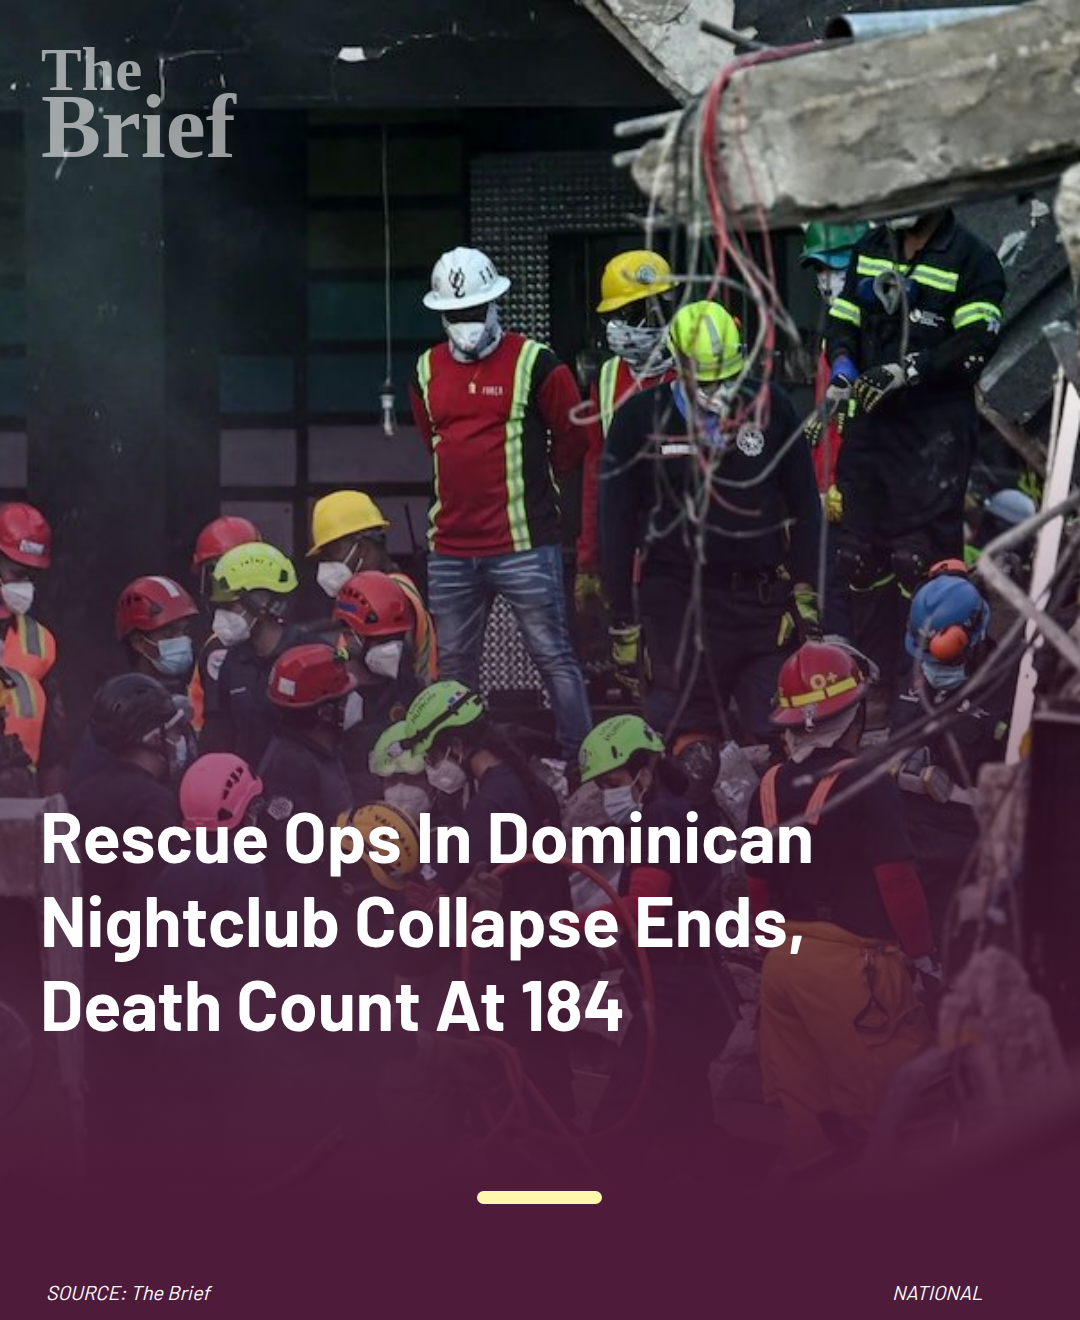 The
Brief
O+
Rescue Ops In Dominican
Nightclub Collapse Ends,
Death Count At 184
SOURCE: The Brief
NATIONAL